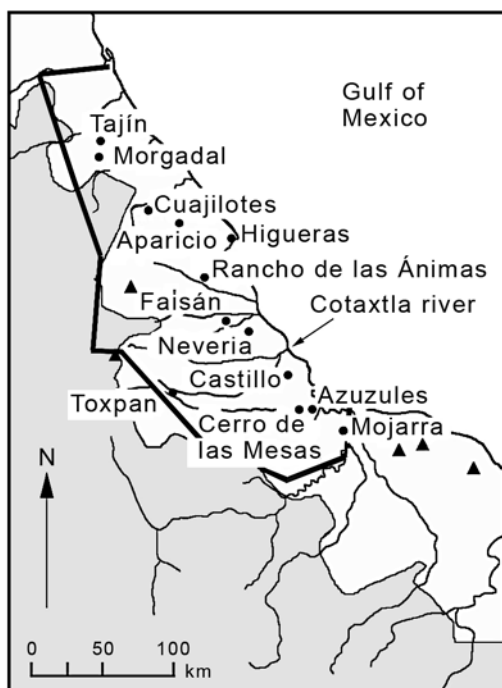 Gulf of
Mexico
Tajín
Morgadal
Cuajilotes
Aparicio
Higueras
Rancho de las Ánimas
Faisán
Cotaxtla river
Neveria
Castillo
Toxpan
Azuzules
Cerro de
las Mesas
Mojarra
N
0 50 100
km